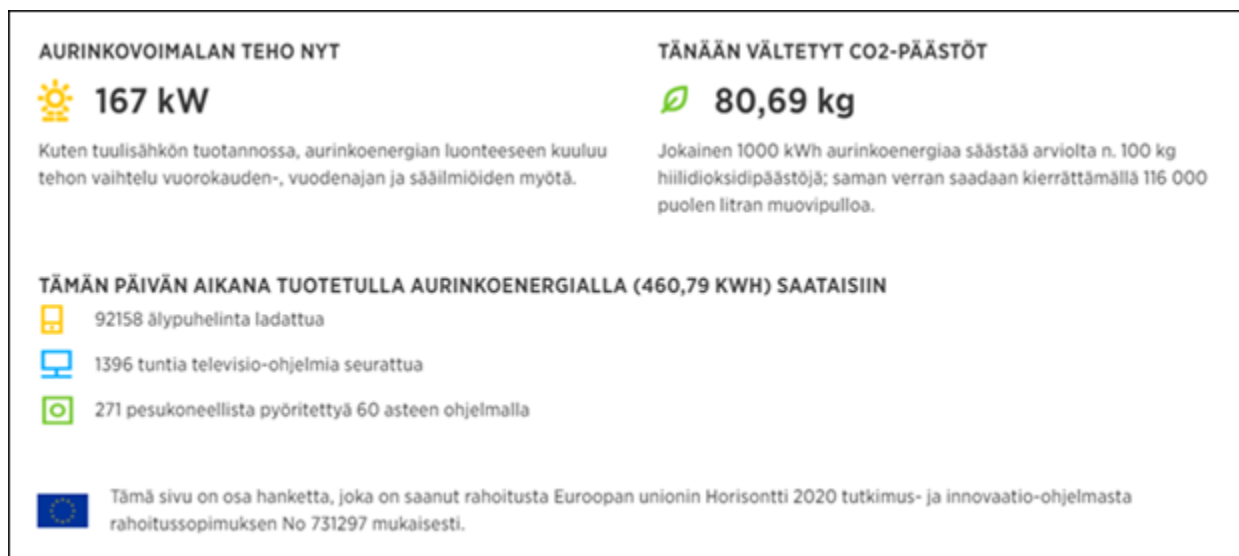 AURINKOVOIMALAN TEHO NYT
167 kW
Kuten tuulisähkön tuotannossa, aurinkoenergian luonteeseen kuuluu
tehon vaihtelu vuorokauden-, vuodenajan ja sääilmiöiden myötä.
TÄNÄÄN VÄLTETYT CO2-PÄÄSTÖT
80,69 kg
Jokainen 1000 kWh aurinkoenergiaa säästää arviolta n. 100 kg
hiilidioksidipäästöjä; saman verran saadaan kierrättämällä 116 000
puolen litran muovipulloa.
TÄMÄN PÄIVÄN AIKANA TUOTETULLA AURINKOENERGIALLA (460,79 KWH) SAATAISIIN
92158 älypuhelinta ladattua
1396 tuntia televisio-ohjelmia seurattua
271 pesukoneellista pyöritettyä 60 asteen ohjelmalla
Tämä sivu on osa hanketta, joka on saanut rahoitusta Euroopan unionin Horisontti 2020 tutkimus- ja innovaatio-ohjelmasta
rahoitussopimuksen No 731297 mukaisesti.